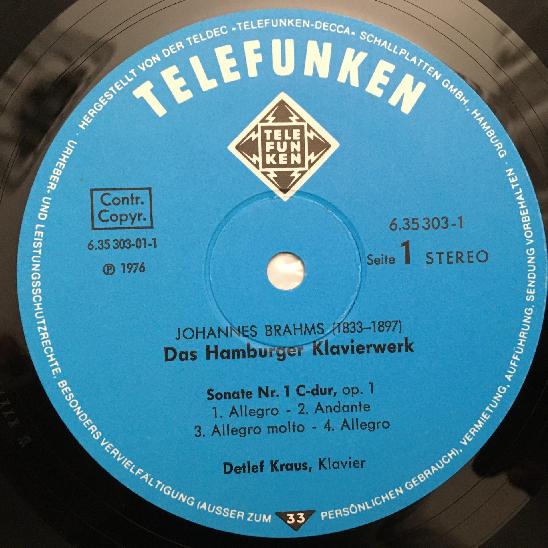 · HERGESTELLT VON DER TELDEC »TELEFUNKEN-DECCA« SCHALLPLATTEN GMBH., HAMBURG · URHEBER- UND LEISTUNGSSCHUTZRECHTE, BESONDERS VERVIELFÄLTIGUNG (AUSSER ZUM PERSÖNLICHEN GEBRAUCH), VERMIETUNG, AUFFÜHRUNG, SENDUNG VORBEHALTEN ·
TELEFUNKEN
TELE
FUN
KEN
Contr.
Copyr.
6.35 303-01-1
℗ 1976
6.35 303-1
Seite 1 STEREO
JOHANNES BRAHMS (1833–1897)
Das Hamburger Klavierwerk
Sonate Nr. 1 C-dur, op. 1
1. Allegro - 2. Andante
3. Allegro molto - 4. Allegro
Detlef Kraus, Klavier
33